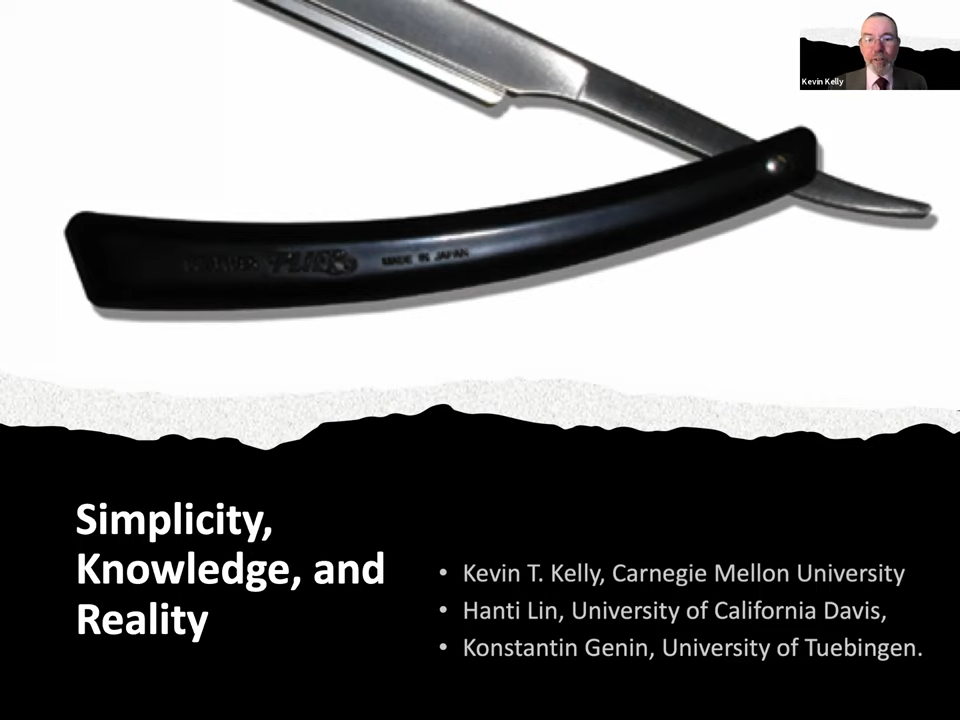 Kevin Kelly
MADE IN JAPAN
Simplicity,
Knowledge, and
Reality
• Kevin T. Kelly, Carnegie Mellon University
• Hanti Lin, University of California Davis,
• Konstantin Genin, University of Tuebingen.